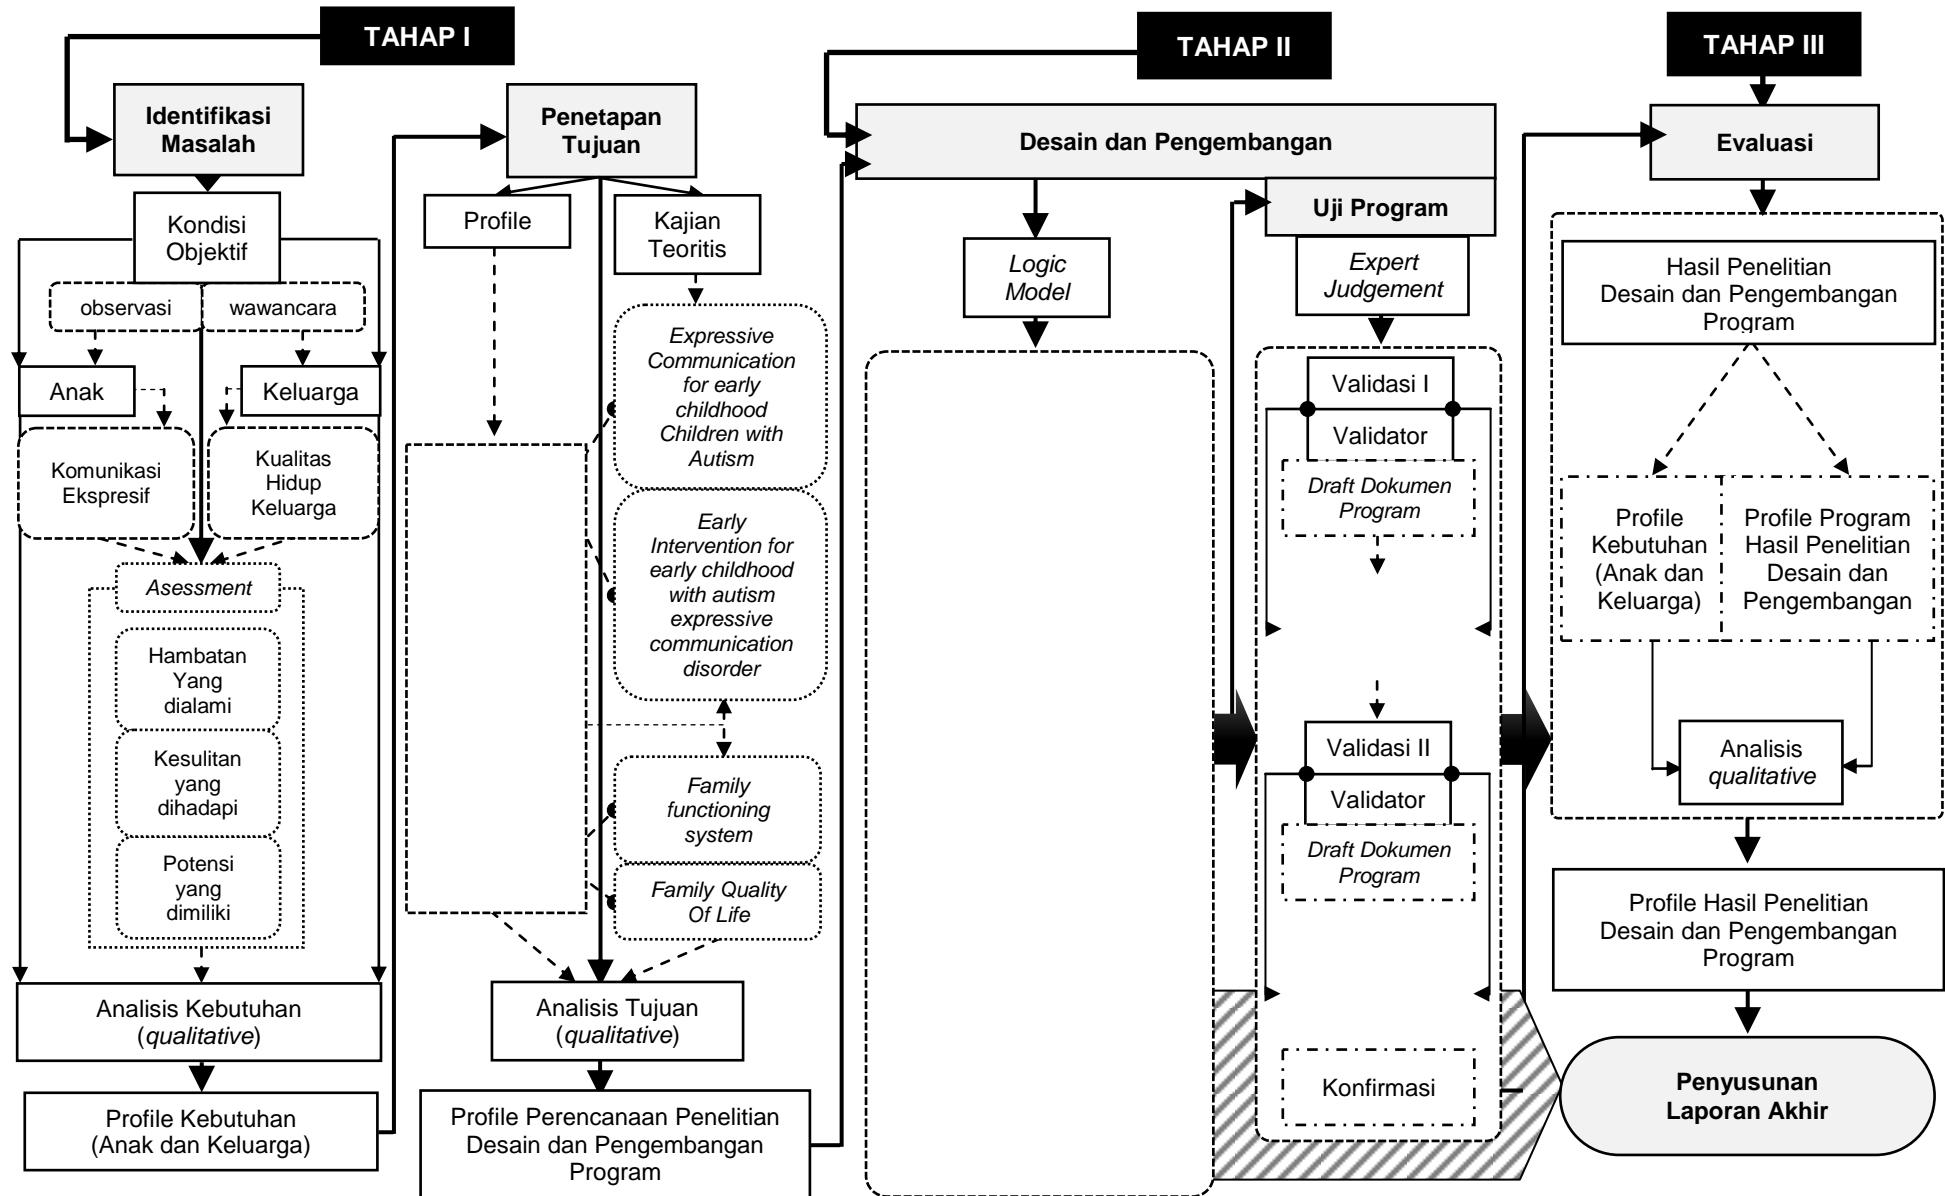 TAHAP I
Identifikasi
Masalah
Kondisi
Objektif
observasi
wawancara
Anak
Keluarga
Komunikasi
Ekspresif
Kualitas
Hidup
Keluarga
Asessment
Hambatan
Yang
dialami
Kesulitan
yang
dihadapi
Potensi
yang
dimiliki
Analisis Kebutuhan
(qualitative)
Profile Kebutuhan
(Anak dan Keluarga)
Penetapan
Tujuan
Profile
Kajian
Teoritis
Expressive
Communication
for early
childhood
Children with
Autism
Early
Intervention for
early childhood
with autism
expressive
communication
disorder
Family
functioning
system
Family Quality
Of Life
Analisis Tujuan
(qualitative)
Profile Perencanaan Penelitian
Desain dan Pengembangan
Program
TAHAP II
Desain dan Pengembangan
Logic
Model
Uji Program
Expert
Judgement
Validasi I
Validator
Draft Dokumen
Program
Validasi II
Validator
Draft Dokumen
Program
Konfirmasi
TAHAP III
Evaluasi
Hasil Penelitian
Desain dan Pengembangan
Program
Profile
Kebutuhan
(Anak dan
Keluarga)
Profile Program
Hasil Penelitian
Desain dan
Pengembangan
Analisis
qualitative
Profile Hasil Penelitian
Desain dan Pengembangan
Program
Penyusunan
Laporan Akhir